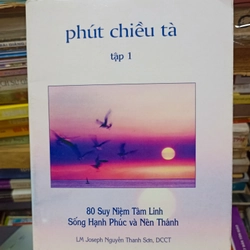 phút chiều tà
tập 1
80 Suy Niệm Tâm Linh
Sống Hạnh Phúc và Nên Thánh
LM Joseph Nguyễn Thanh Sơn, DCCT